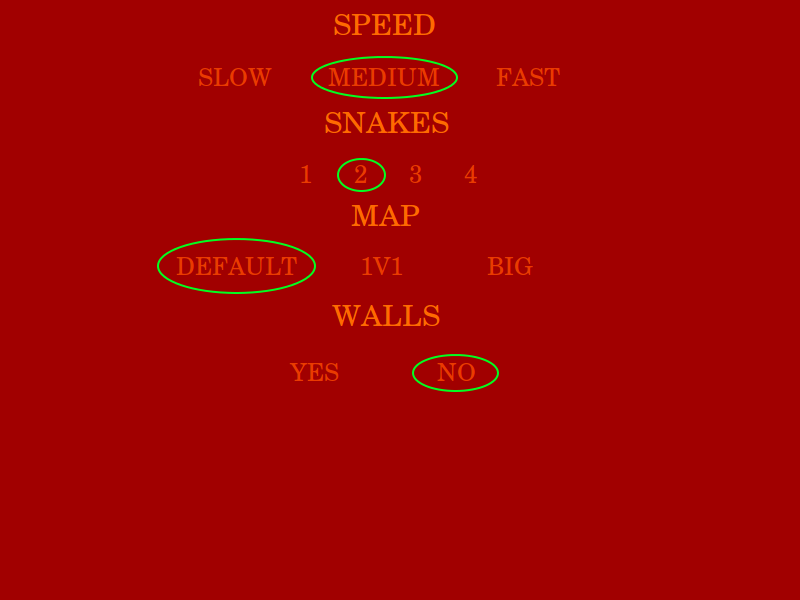 SPEED
SLOW MEDIUM FAST
SNAKES
1 2 3 4
MAP
DEFAULT 1V1 BIG
WALLS
YES NO